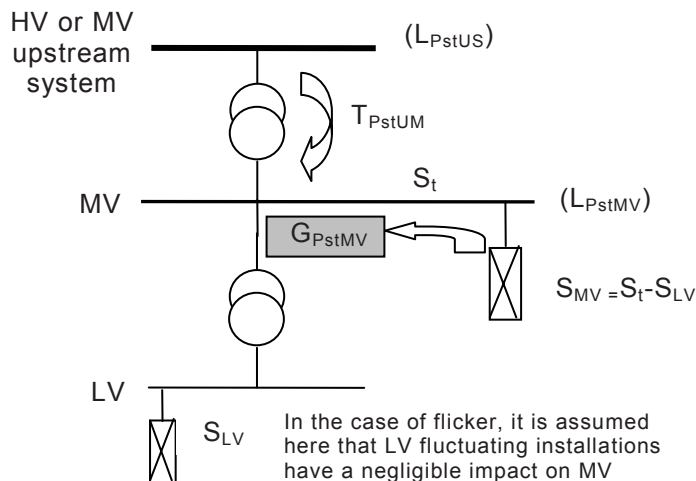 HV or MV
upstream
system
(LPstUS)
TPstUM
St
MV
(LPstMV)
GPstMV
SMV =St-SLV
LV
SLV
In the case of flicker, it is assumed
here that LV fluctuating installations
have a negligible impact on MV